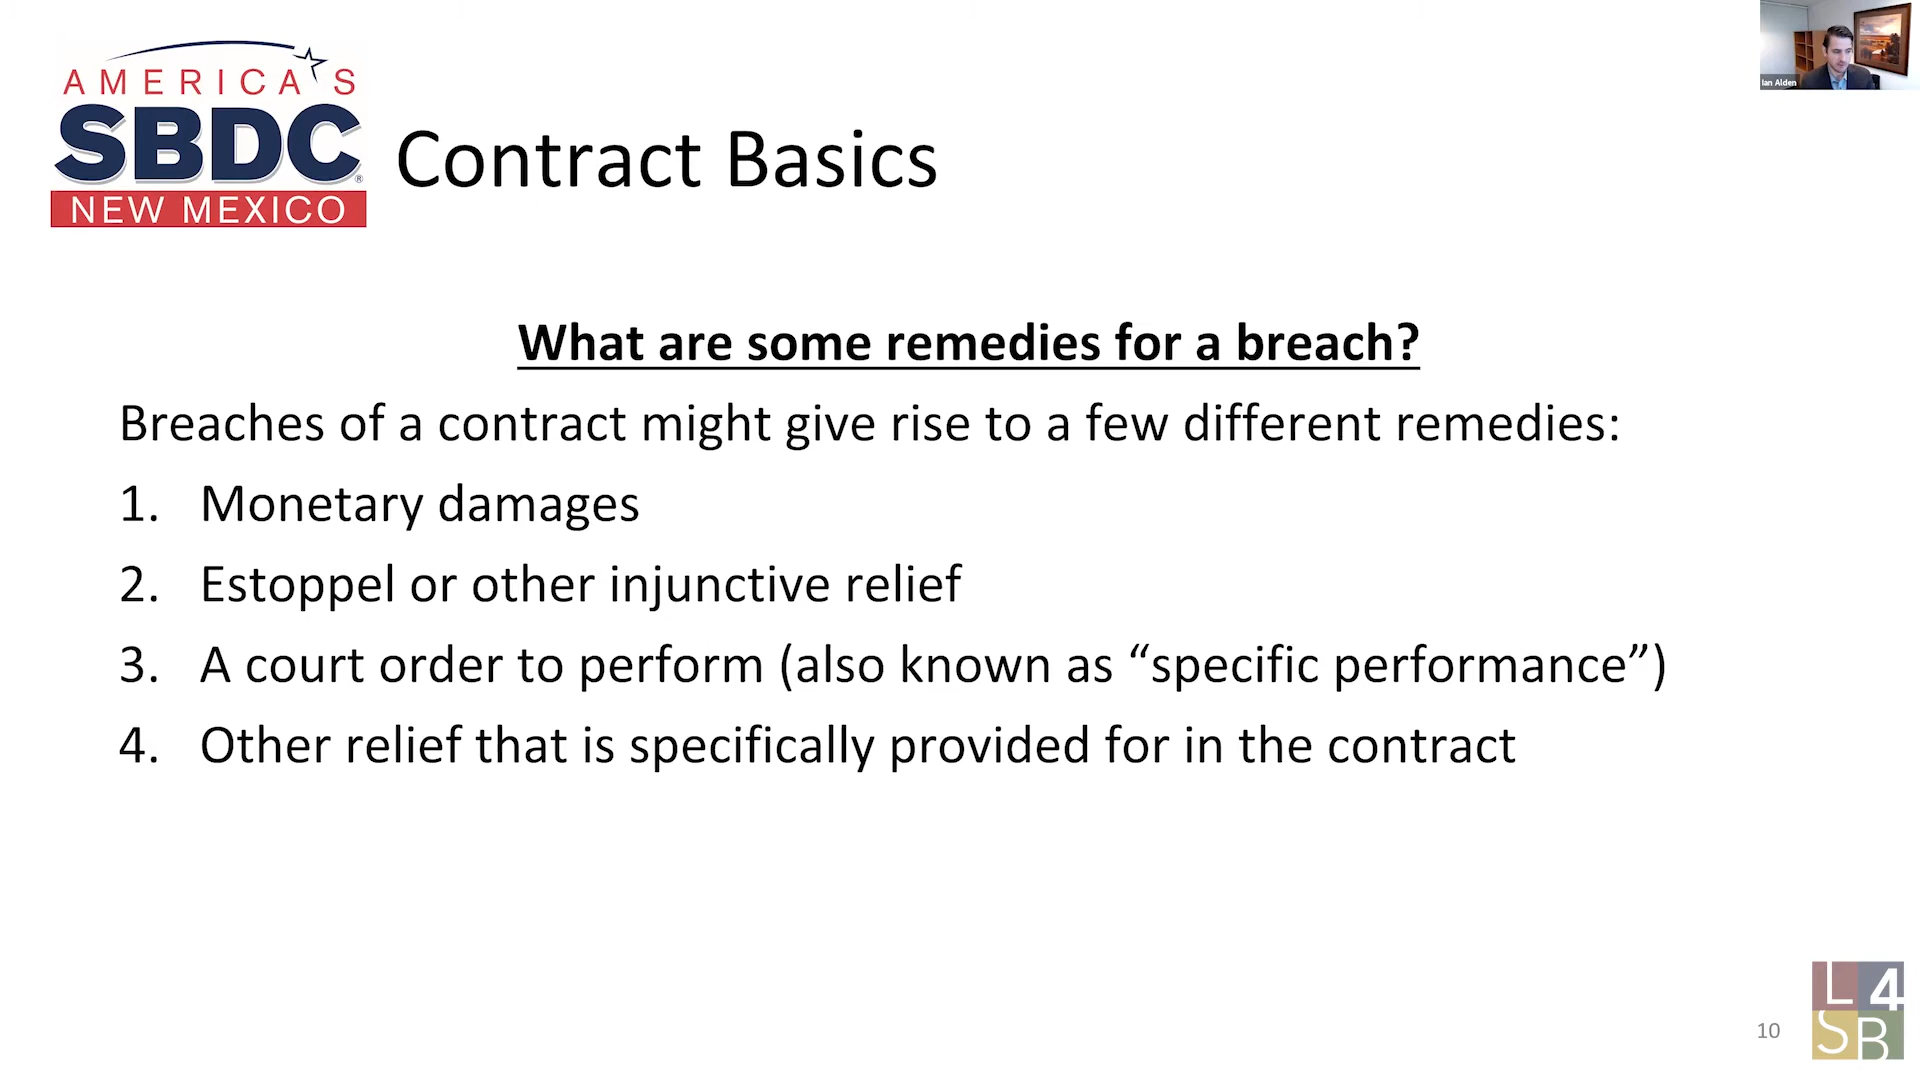 AMERICA'S
SBDC®
NEW MEXICO
Contract Basics
Ian Alden
What are some remedies for a breach?
Breaches of a contract might give rise to a few different remedies:
1. Monetary damages
2. Estoppel or other injunctive relief
3. A court order to perform (also known as “specific performance”)
4. Other relief that is specifically provided for in the contract
10
L4
SB